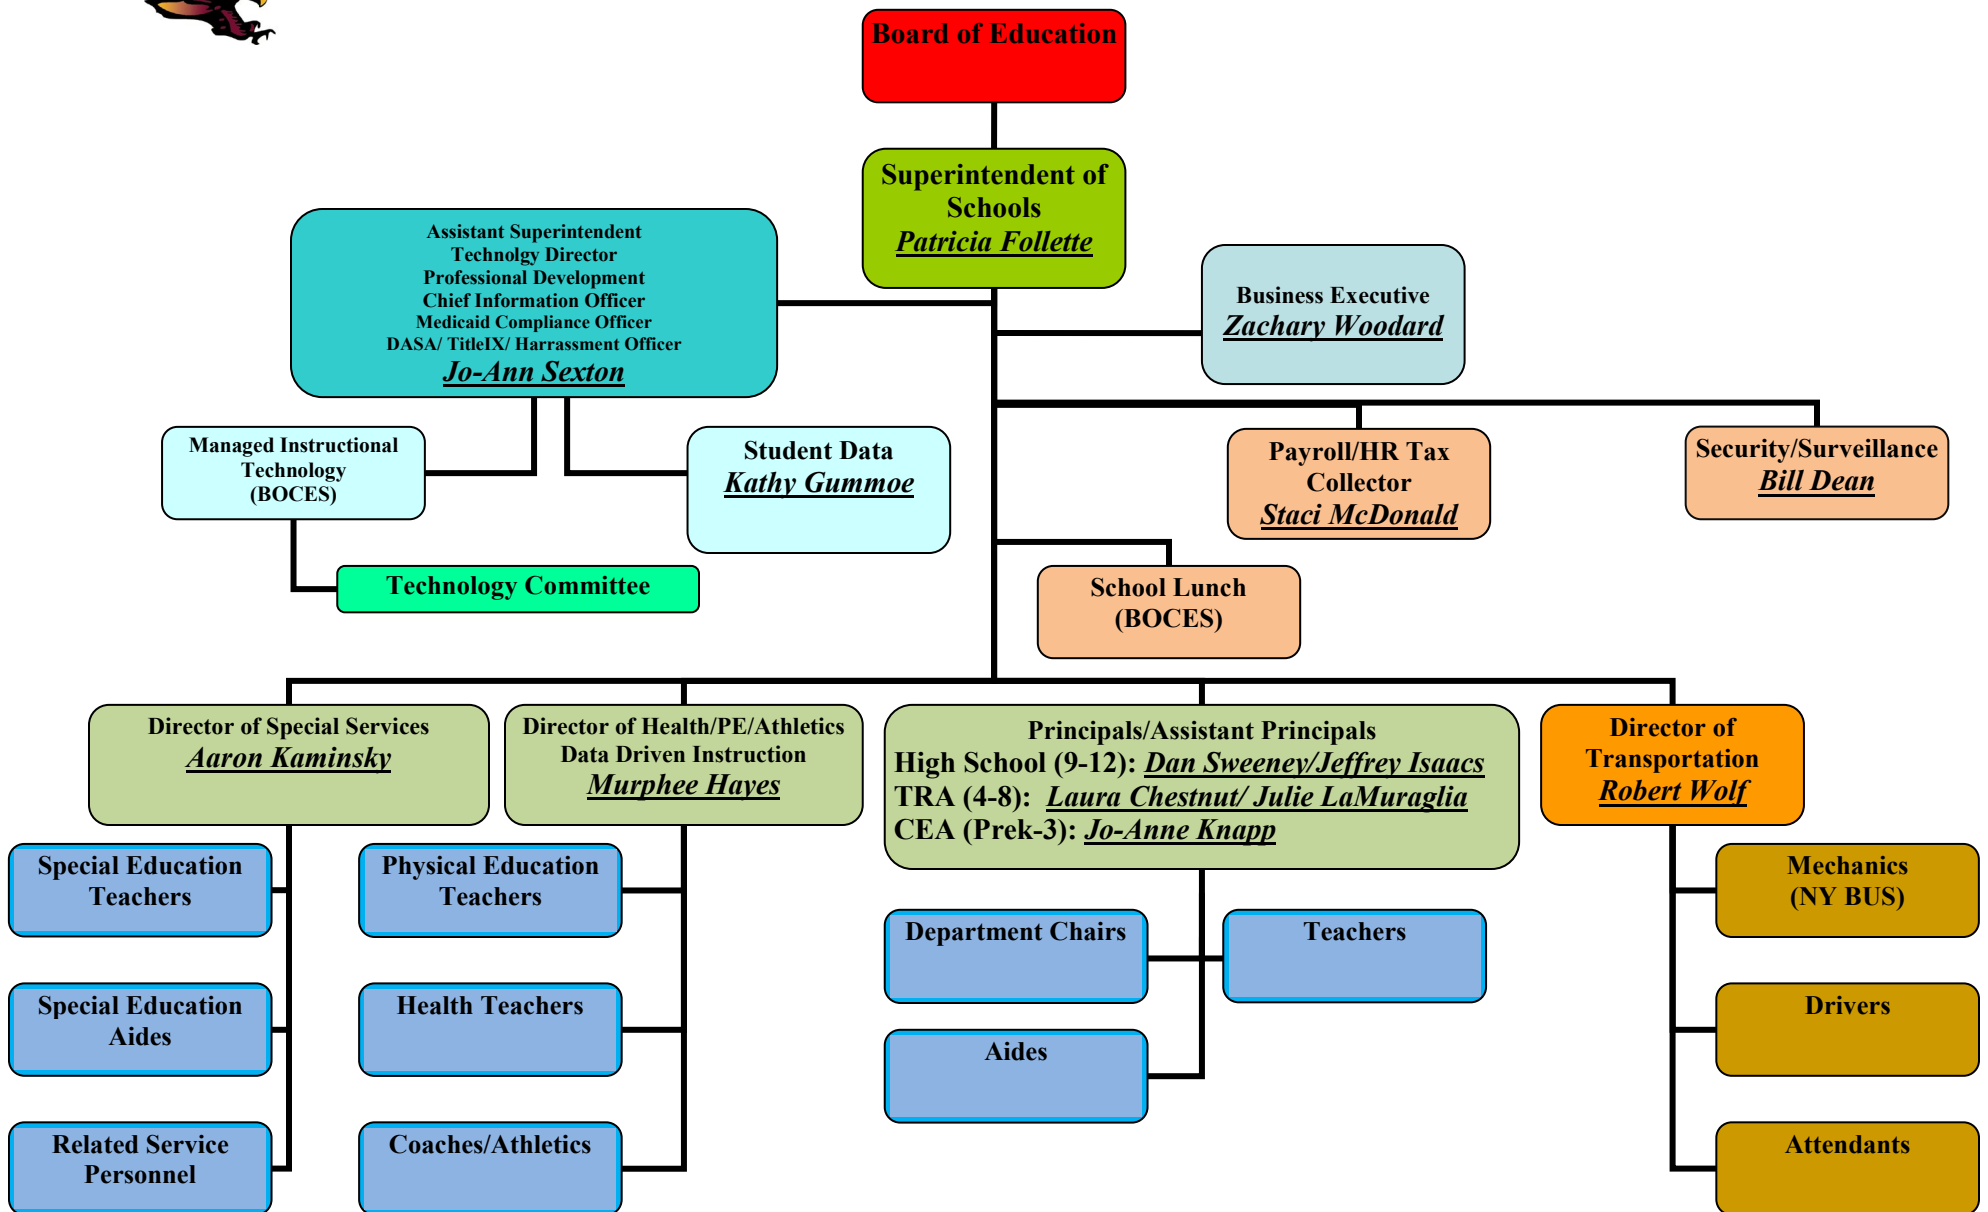 Board of Education
Superintendent of
Schools
Patricia Follette
Assistant Superintendent
Technolgy Director
Professional Development
Chief Information Officer
Medicaid Compliance Officer
DASA/ TitleIX/ Harrassment Officer
Jo-Ann Sexton
Business Executive
Zachary Woodard
Managed Instructional
Technology
(BOCES)
Student Data
Kathy Gummoe
Payroll/HR Tax
Collector
Staci McDonald
Security/Surveillance
Bill Dean
Technology Committee
School Lunch
(BOCES)
Director of Special Services
Aaron Kaminsky
Director of Health/PE/Athletics
Data Driven Instruction
Murphee Hayes
Principals/Assistant Principals
High School (9-12): Dan Sweeney/Jeffrey Isaacs
TRA (4-8): Laura Chestnut/ Julie LaMuraglia
CEA (Prek-3): Jo-Anne Knapp
Director of
Transportation
Robert Wolf
Special Education
Teachers
Physical Education
Teachers
Department Chairs
Teachers
Mechanics
(NY BUS)
Special Education
Aides
Health Teachers
Aides
Drivers
Related Service
Personnel
Coaches/Athletics
Attendants